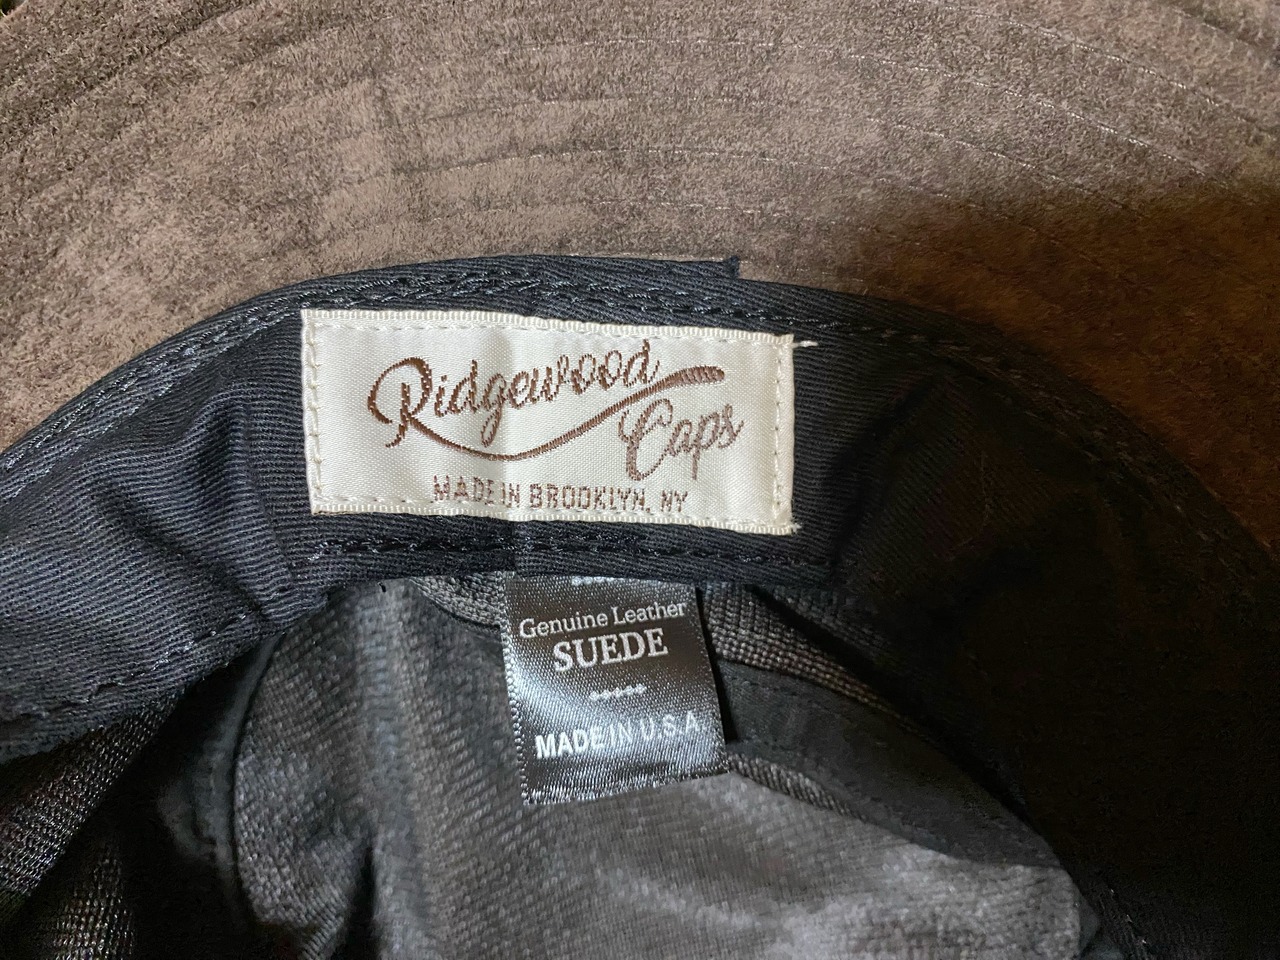 Ridgewood
Caps
MADE IN BROOKLYN, NY
Genuine Leather
SUEDE
MADE IN U.S.A